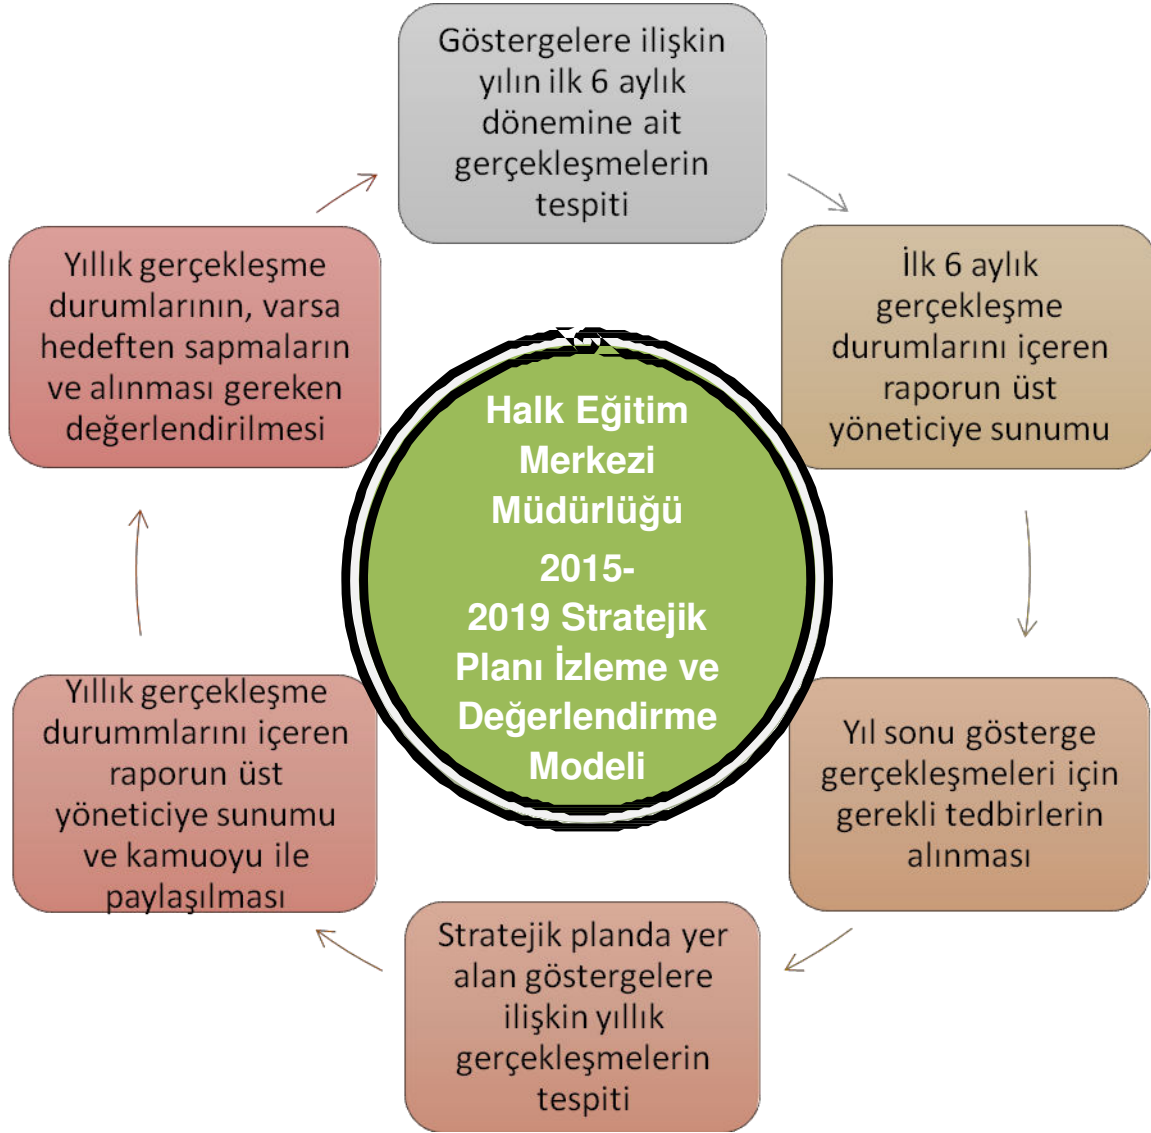 Göstergelere ilişkin
yılın ilk 6 aylık
dönemine ait
gerçekleşmelerin
tespiti
İlk 6 aylık
gerçekleşme
durumlarını içeren
raporun üst
yöneticiye sunumu
Yıl sonu gösterge
gerçekleşmeleri için
gerekli tedbirlerin
alınması
Stratejik planda yer
alan göstergelere
ilişkin yıllık
gerçekleşmelerin
tespiti
Yıllık gerçekleşme
durummlarını içeren
raporun üst
yöneticiye sunumu
ve kamuoyu ile
paylaşılması
Yıllık gerçekleşme
durumlarının, varsa
hedeften sapmaların
ve alınması gereken
değerlendirilmesi
Halk Eğitim
Merkezi
Müdürlüğü
2015-
2019 Stratejik
Planı İzleme ve
Değerlendirme
Modeli